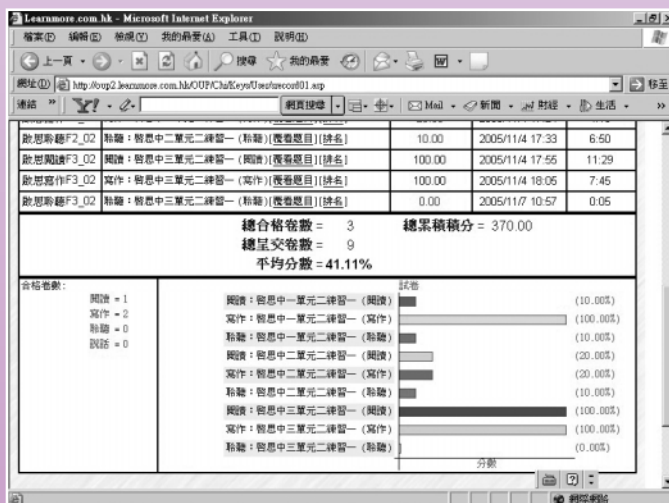 Learnmore.com.hk - Microsoft Internet Explorer
檔案(F) 編輯(E) 檢視(V) 我的最愛(A) 工具(T) 說明(H)
上一頁 搜尋 我的最愛
網址(D) http://oup2.learnmore.com.hk/OUP/Chi/Keys/User/urecord01.asp 移至
連結 » Y! 網頁搜尋 Mail 新聞 財經 生活 »
啟思聆聽F2_02 聆聽：啓思中二單元二練習一 (聆聽)[覆看題目][排名] 10.00 2005/11/4 17:33 6:50
啟思閱讀F3_02 閱讀：啓思中三單元二練習一 (閱讀)[覆看題目][排名] 100.00 2005/11/4 17:55 11:29
啟思寫作F3_02 寫作：啓思中三單元二練習一 (寫作)[覆看題目][排名] 100.00 2005/11/4 18:05 7:45
啟思聆聽F3_02 聆聽：啓思中三單元二練習一 (聆聽)[覆看題目][排名] 0.00 2005/11/7 10:57 0:05
總合格卷數 = 3 總累積積分 = 370.00
總呈交卷數 = 9
平均分數 = 41.11%
合格卷數: 試卷
閱讀 = 1
寫作 = 2
聆聽 = 0
說話 = 0
閱讀：啓思中一單元二練習一 (閱讀) (10.00%)
寫作：啓思中一單元二練習一 (寫作) (100.00%)
聆聽：啓思中一單元二練習一 (聆聽) (10.00%)
閱讀：啓思中二單元二練習一 (閱讀) (20.00%)
寫作：啓思中二單元二練習一 (寫作) (20.00%)
聆聽：啓思中二單元二練習一 (聆聽) (10.00%)
閱讀：啓思中三單元二練習一 (閱讀) (100.00%)
寫作：啓思中三單元二練習一 (寫作) (100.00%)
聆聽：啓思中三單元二練習一 (聆聽) (0.00%)
分數
網際網路